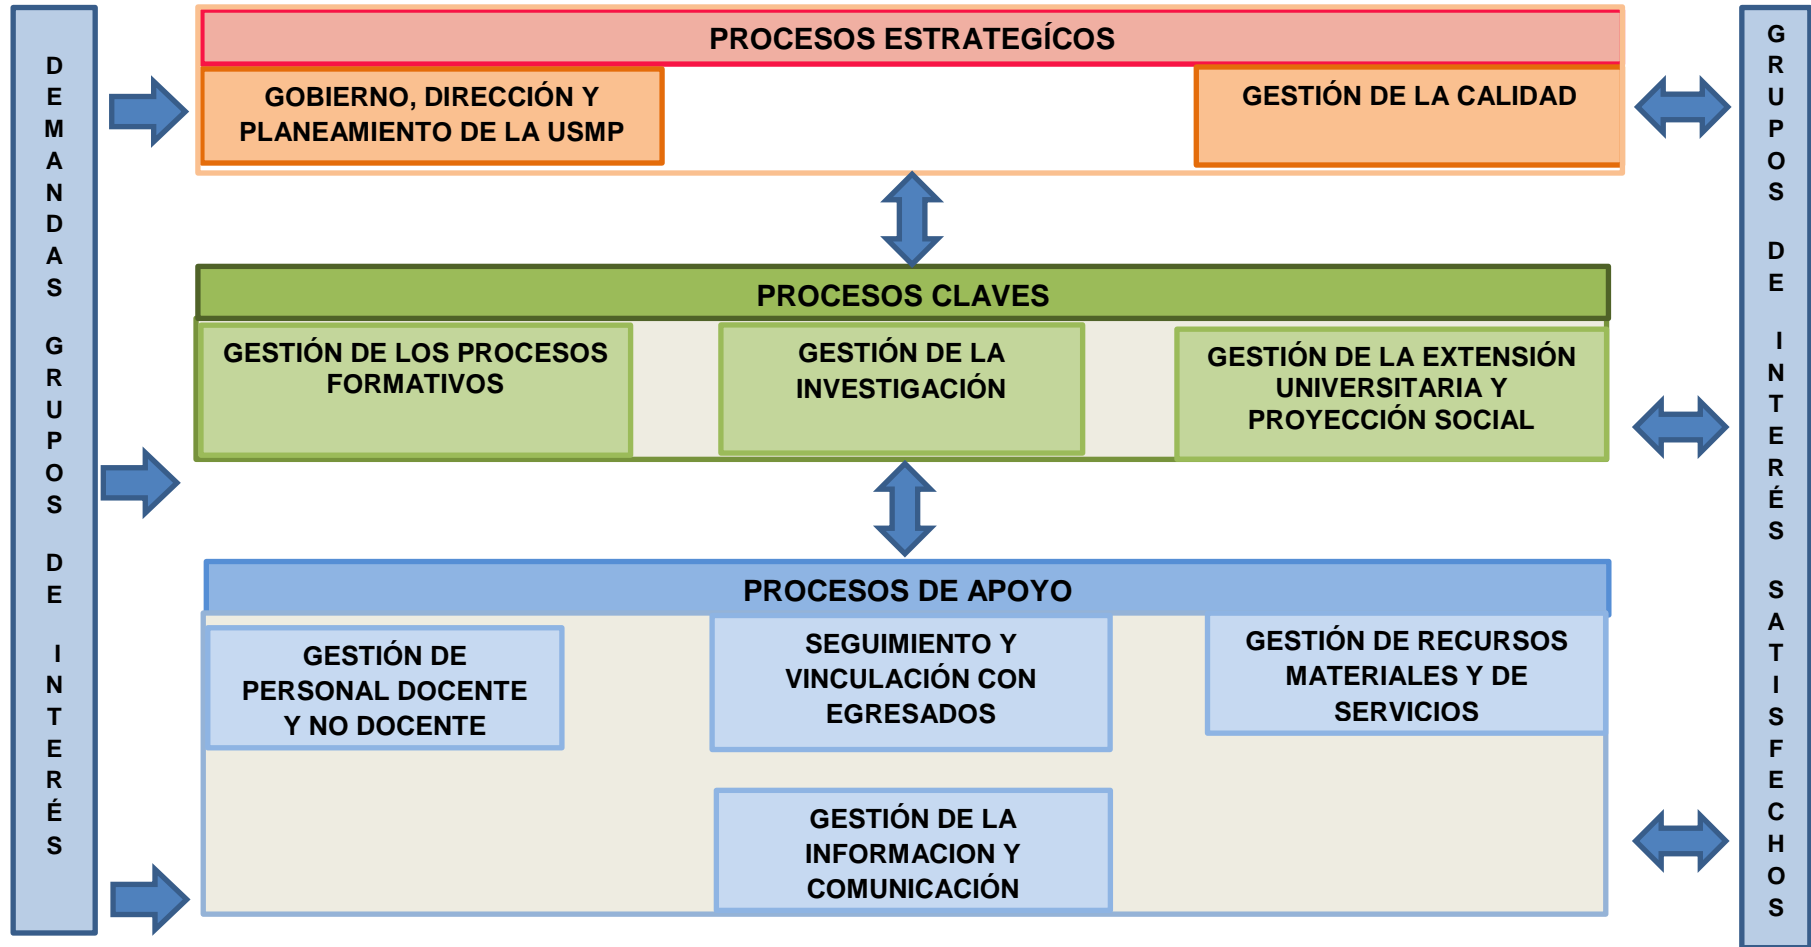 DEMANDAS GRUPOS DE INTERÉS
PROCESOS ESTRATEGÍCOS
GOBIERNO, DIRECCIÓN Y
PLANEAMIENTO DE LA USMP
GESTIÓN DE LA CALIDAD
PROCESOS CLAVES
GESTIÓN DE LOS PROCESOS
FORMATIVOS
GESTIÓN DE LA
INVESTIGACIÓN
GESTIÓN DE LA EXTENSIÓN
UNIVERSITARIA Y
PROYECCIÓN SOCIAL
PROCESOS DE APOYO
GESTIÓN DE
PERSONAL DOCENTE
Y NO DOCENTE
SEGUIMIENTO Y
VINCULACIÓN CON
EGRESADOS
GESTIÓN DE RECURSOS
MATERIALES Y DE
SERVICIOS
GESTIÓN DE LA
INFORMACION Y
COMUNICACIÓN
GRUPOS DE INTERÉS SATISFECHOS